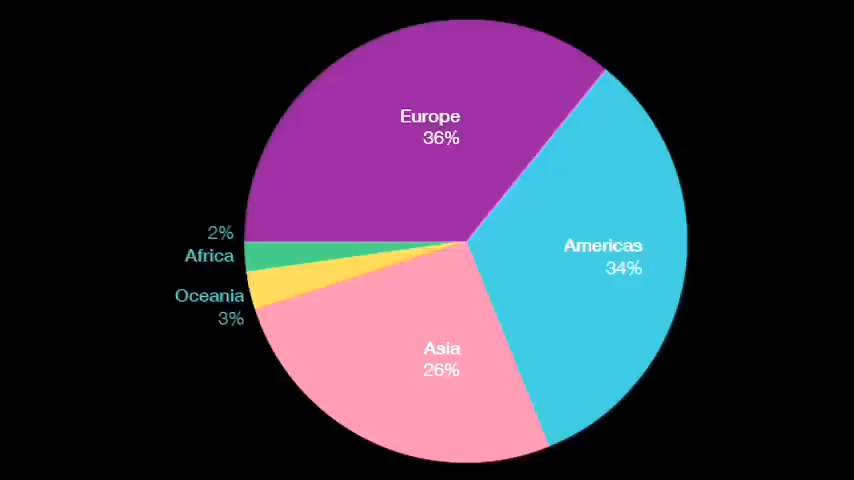 Europe
36%
Americas
34%
Asia
26%
Oceania
3%
2%
Africa